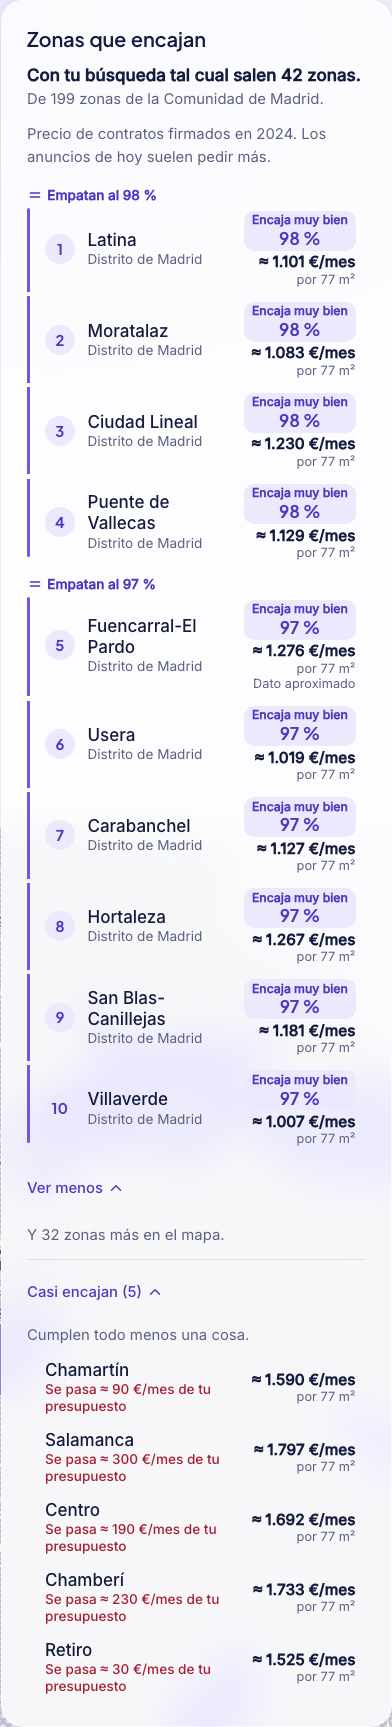 Zonas que encajan
Con tu búsqueda tal cual salen 42 zonas.
De 199 zonas de la Comunidad de Madrid.
Precio de contratos firmados en 2024. Los
anuncios de hoy suelen pedir más.
= Empatan al 98 %
1
Latina
Distrito de Madrid
Encaja muy bien
98 %
≈ 1.101 €/mes
por 77 m²
2
Moratalaz
Distrito de Madrid
Encaja muy bien
98 %
≈ 1.083 €/mes
por 77 m²
3
Ciudad Lineal
Distrito de Madrid
Encaja muy bien
98 %
≈ 1.230 €/mes
por 77 m²
4
Puente de
Vallecas
Distrito de Madrid
Encaja muy bien
98 %
≈ 1.129 €/mes
por 77 m²
= Empatan al 97 %
5
Fuencarral-El
Pardo
Distrito de Madrid
Encaja muy bien
97 %
≈ 1.276 €/mes
por 77 m²
Dato aproximado
6
Usera
Distrito de Madrid
Encaja muy bien
97 %
≈ 1.019 €/mes
por 77 m²
7
Carabanchel
Distrito de Madrid
Encaja muy bien
97 %
≈ 1.127 €/mes
por 77 m²
8
Hortaleza
Distrito de Madrid
Encaja muy bien
97 %
≈ 1.267 €/mes
por 77 m²
9
San Blas-
Canillejas
Distrito de Madrid
Encaja muy bien
97 %
≈ 1.181 €/mes
por 77 m²
10
Villaverde
Distrito de Madrid
Encaja muy bien
97 %
≈ 1.007 €/mes
por 77 m²
Ver menos
Y 32 zonas más en el mapa.
Casi encajan (5)
Cumplen todo menos una cosa.
Chamartín
Se pasa ≈ 90 €/mes de tu
presupuesto
≈ 1.590 €/mes
por 77 m²
Salamanca
Se pasa ≈ 300 €/mes de tu
presupuesto
≈ 1.797 €/mes
por 77 m²
Centro
Se pasa ≈ 190 €/mes de tu
presupuesto
≈ 1.692 €/mes
por 77 m²
Chamberí
Se pasa ≈ 230 €/mes de tu
presupuesto
≈ 1.733 €/mes
por 77 m²
Retiro
Se pasa ≈ 30 €/mes de tu
presupuesto
≈ 1.525 €/mes
por 77 m²